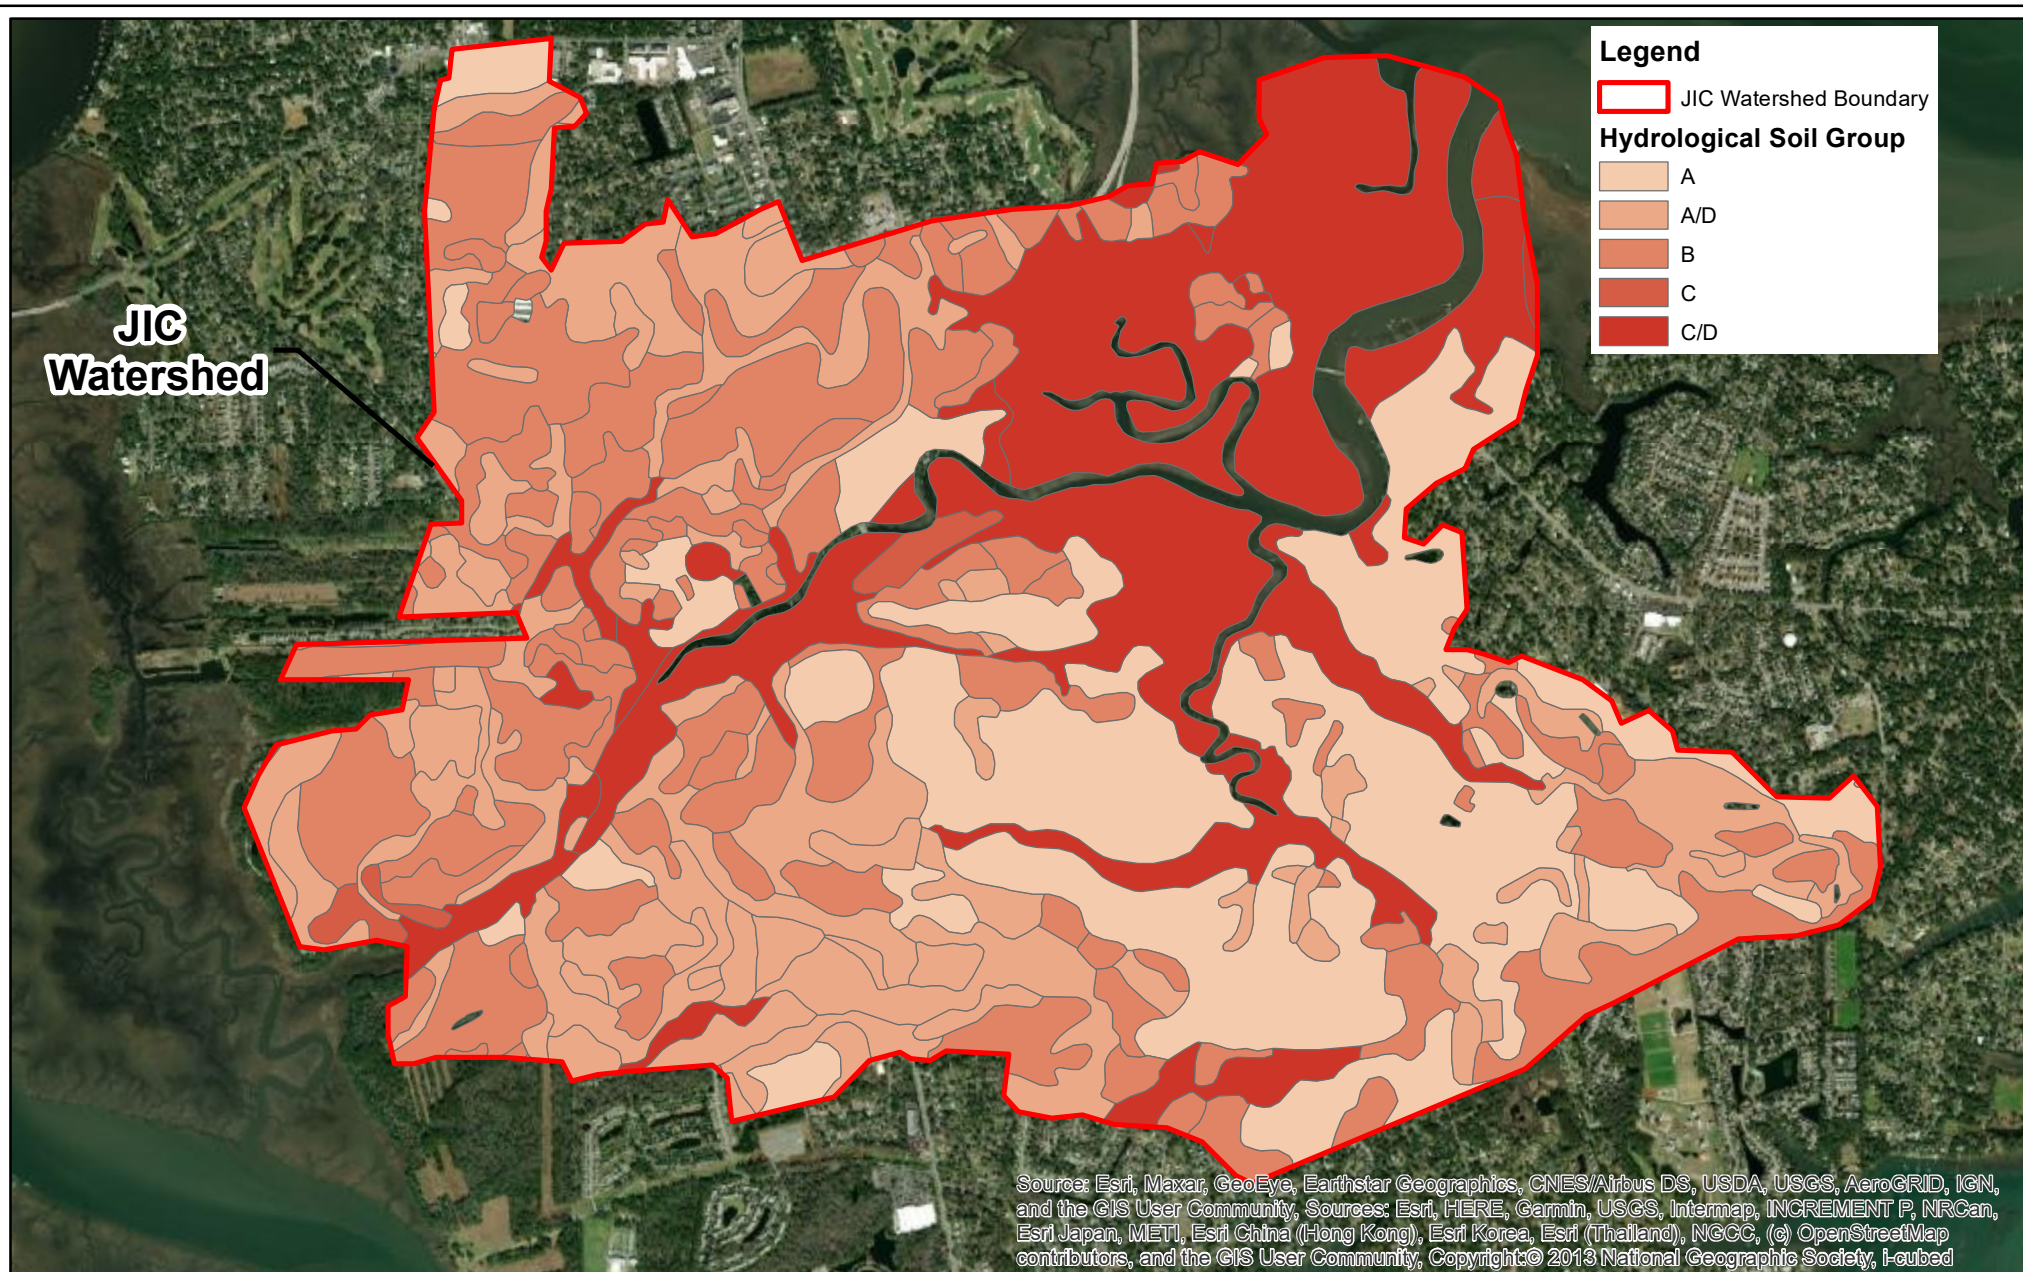 Legend
JIC Watershed Boundary
Hydrological Soil Group
A
A/D
B
C
C/D
JIC
Watershed
Source: Esri, Maxar, GeoEye, Earthstar Geographics, CNES/Airbus DS, USDA, USGS, AeroGRID, IGN,
and the GIS User Community, Sources: Esri, HERE, Garmin, USGS, Intermap, INCREMENT P, NRCan,
Esri Japan, METI, Esri China (Hong Kong), Esri Korea, Esri (Thailand), NGCC, (c) OpenStreetMap
contributors, and the GIS User Community, Copyright:© 2013 National Geographic Society, i-cubed